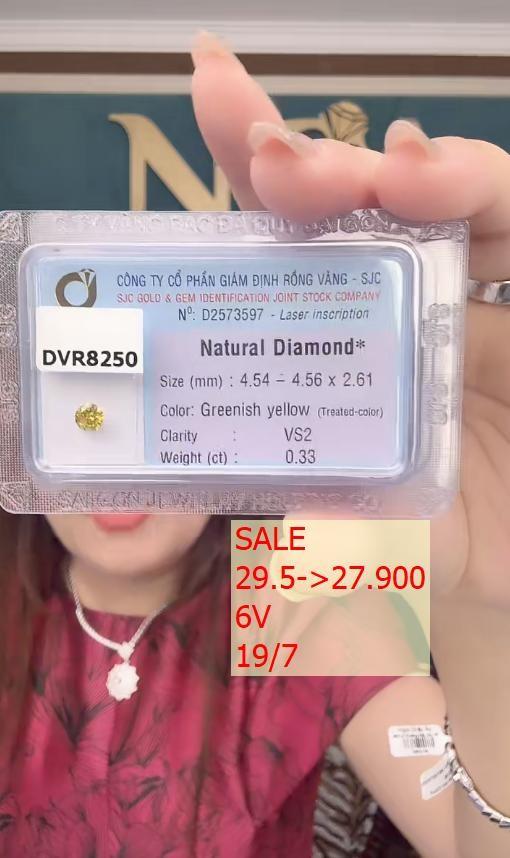 CÔNG TY CỔ PHẦN GIÁM ĐỊNH RỒNG VÀNG - SJC
SJC GOLD & GEM IDENTIFICATION JOINT STOCK COMPANY
Nº: D2573597 - Laser inscription
DVR8250
Natural Diamond*
Size (mm) : 4.54 – 4.56 x 2.61
Color: Greenish yellow (Treated-color)
Clarity : VS2
Weight (ct) : 0.33
SALE
29.5->27.900
6V
19/7